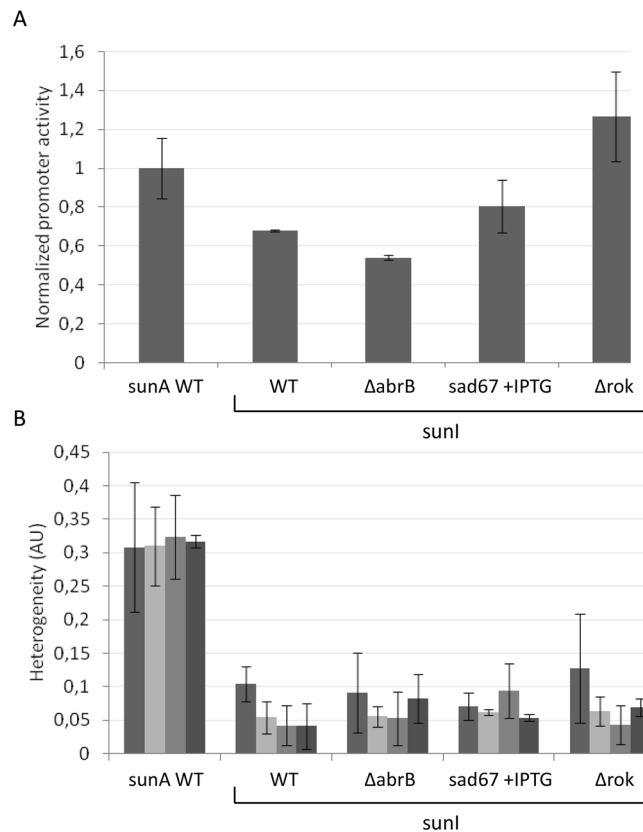 A
Normalized promoter activity
1,6
1,4
1,2
1
0,8
0,6
0,4
0,2
0
sunA WT
WT
ΔabrB
sad67 +IPTG
Δrok
sunI
B
Heterogeneity (AU)
0,45
0,4
0,35
0,3
0,25
0,2
0,15
0,1
0,05
0
sunA WT
WT
ΔabrB
sad67 +IPTG
Δrok
sunI